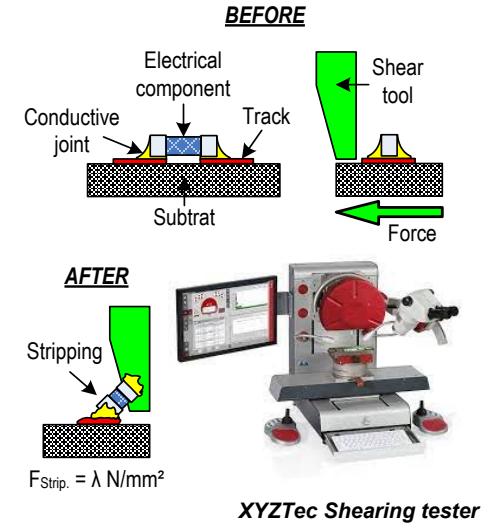 BEFORE
Electrical
component
Conductive
joint
Track
Subtrat
Shear
tool
Force
AFTER
Stripping
FStrip. = λ N/mm²
XYZTec Shearing tester